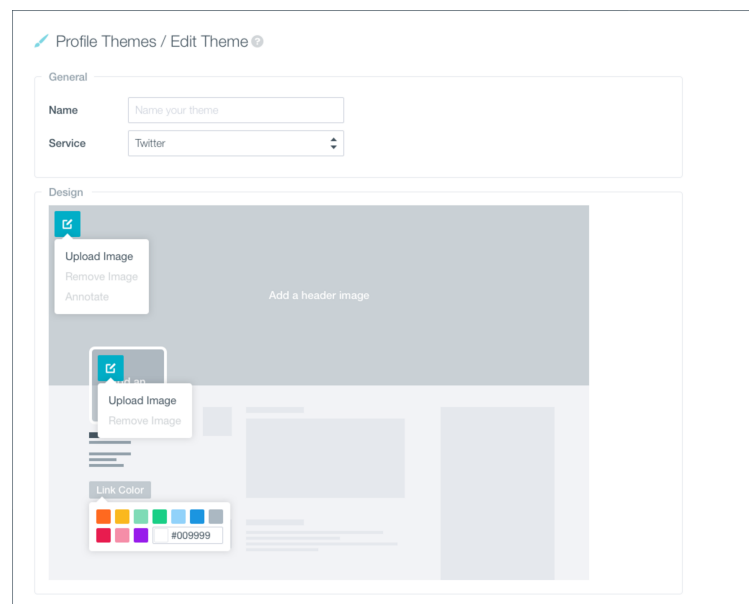 Profile Themes / Edit Theme ?
General
Name
Name your theme
Service
Twitter
Design
Upload Image
Remove Image
Annotate
Add a header image
an
Upload Image
Remove Image
Link Color
#009999